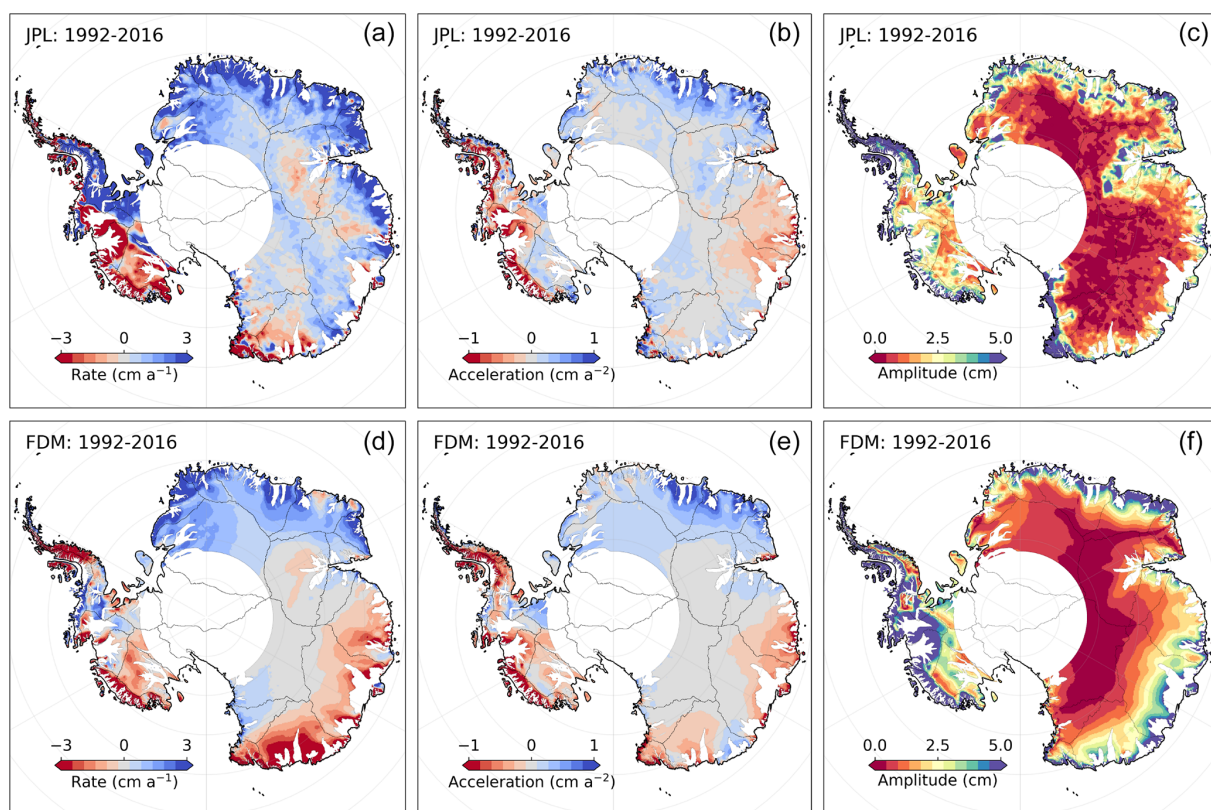 JPL: 1992-2016 (a)
−3 0 3
Rate (cm a⁻¹)
JPL: 1992-2016 (b)
−1 0 1
Acceleration (cm a⁻²)
JPL: 1992-2016 (c)
0.0 2.5 5.0
Amplitude (cm)
FDM: 1992-2016 (d)
−3 0 3
Rate (cm a⁻¹)
FDM: 1992-2016 (e)
−1 0 1
Acceleration (cm a⁻²)
FDM: 1992-2016 (f)
0.0 2.5 5.0
Amplitude (cm)